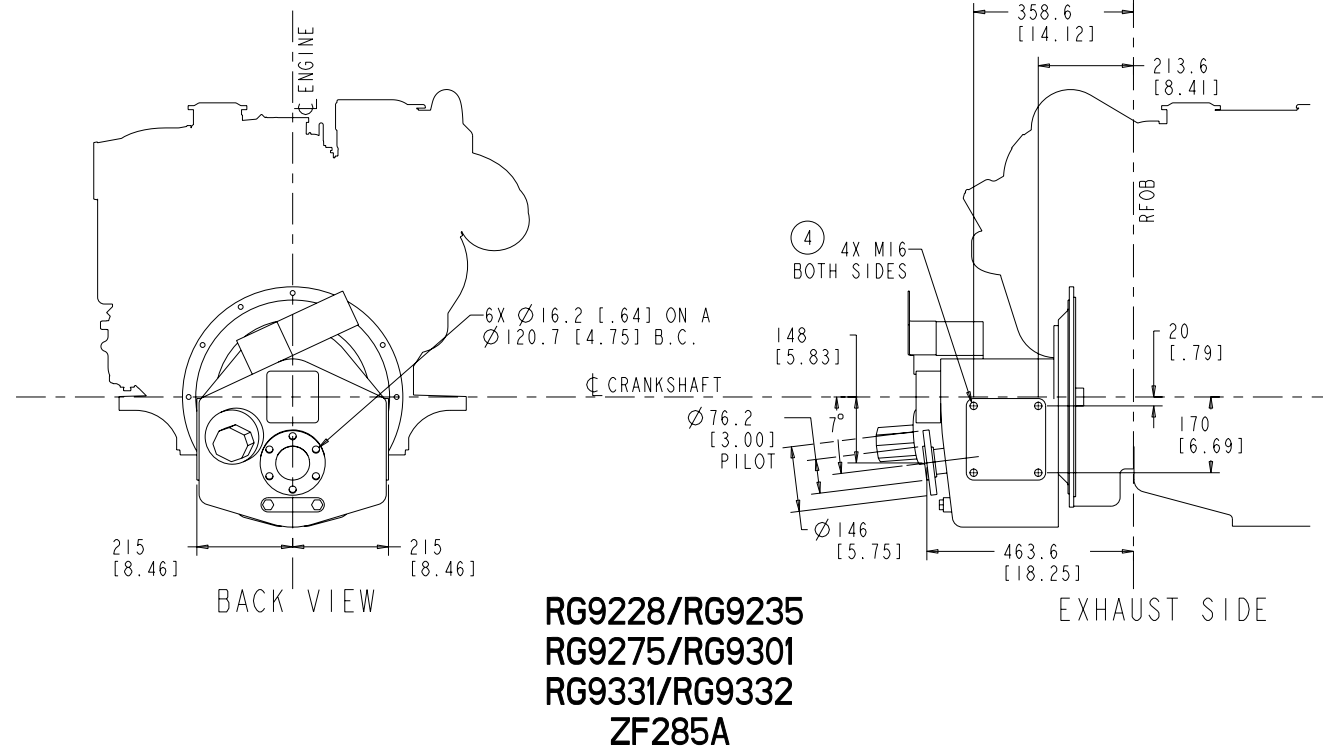 358.6
[14.12]
213.6
[8.41]
℄ ENGINE
RFOB
4
4X M16
BOTH SIDES
6X Ø16.2 [.64] ON A
Ø120.7 [4.75] B.C.
148
[5.83]
20
[.79]
℄ CRANKSHAFT
Ø76.2
[3.00]
PILOT
7°
170
[6.69]
Ø146
[5.75]
463.6
[18.25]
215
[8.46]
215
[8.46]
BACK VIEW
EXHAUST SIDE
RG9228/RG9235
RG9275/RG9301
RG9331/RG9332
ZF285A